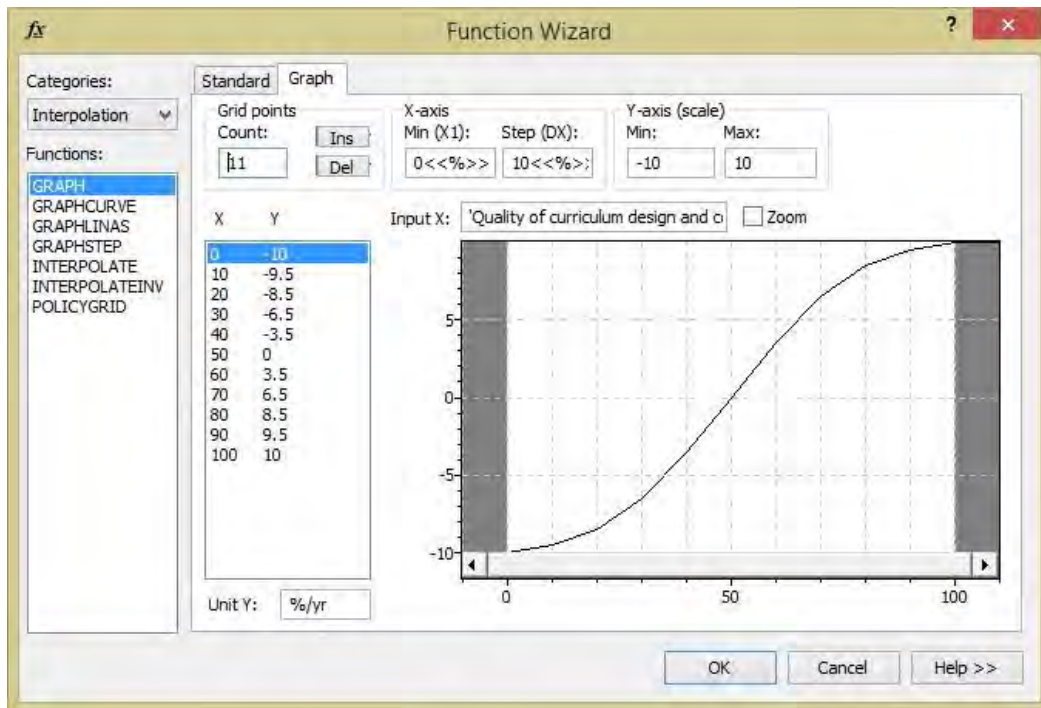 fx Function Wizard ? ×
Categories:
Interpolation
Functions:
GRAPH
GRAPHCURVE
GRAPHLINAS
GRAPHSTEP
INTERPOLATE
INTERPOLATEINV
POLICYGRID
Standard Graph
Grid points
Count:
11
Ins
Del
X-axis
Min (X1): Step (DX):
0<<%>> 10<<%>;
Y-axis (scale)
Min: Max:
-10 10
X Y
0 -10
10 -9.5
20 -8.5
30 -6.5
40 -3.5
50 0
60 3.5
70 6.5
80 8.5
90 9.5
100 10
Unit Y: %/yr
Input X: 'Quality of curriculum design and c Zoom
5
0
-5
-10
0 50 100
OK Cancel Help >>